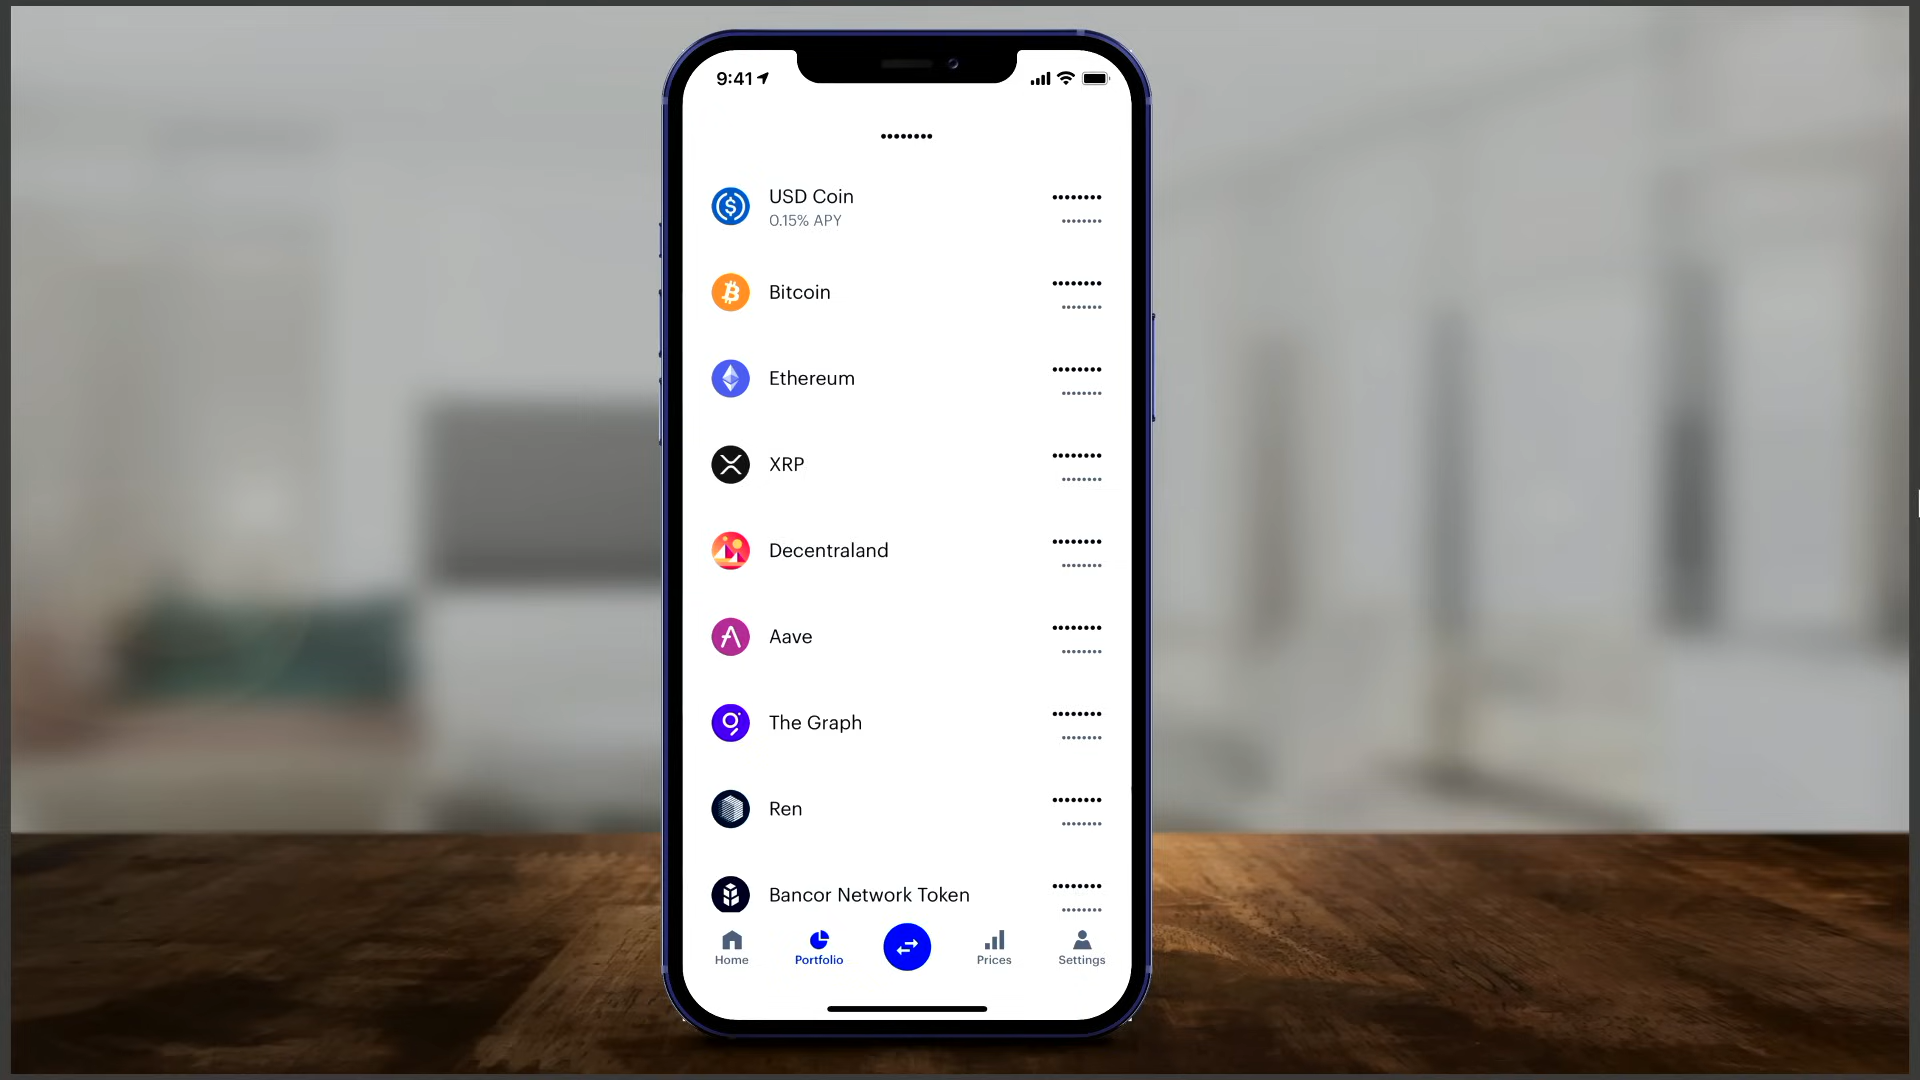 9:41
••••••••
USD Coin ••••••••
0.15% APY ••••••••
Bitcoin ••••••••
••••••••
Ethereum ••••••••
••••••••
XRP ••••••••
••••••••
Decentraland ••••••••
••••••••
Aave ••••••••
••••••••
The Graph ••••••••
••••••••
Ren ••••••••
••••••••
Bancor Network Token ••••••••
••••••••
Home Portfolio Prices Settings